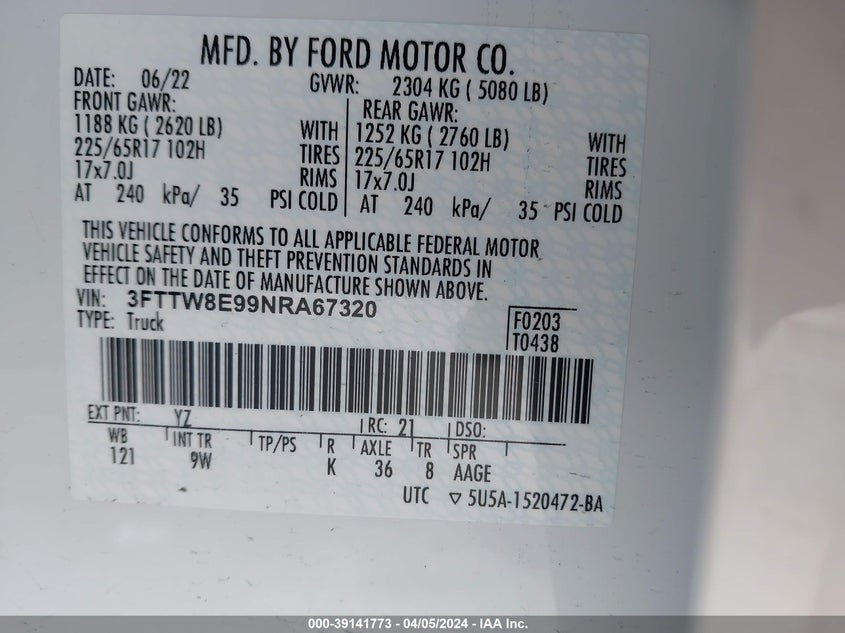 MFD. BY FORD MOTOR CO.
DATE: 06/22 GVWR: 2304 KG ( 5080 LB)
FRONT GAWR: REAR GAWR:
1188 KG ( 2620 LB) WITH 1252 KG ( 2760 LB) WITH
225/65R17 102H TIRES 225/65R17 102H TIRES
17x7.0J RIMS 17x7.0J RIMS
AT 240 kPa/ 35 PSI COLD AT 240 kPa/ 35 PSI COLD
THIS VEHICLE CONFORMS TO ALL APPLICABLE FEDERAL MOTOR
VEHICLE SAFETY AND THEFT PREVENTION STANDARDS IN
EFFECT ON THE DATE OF MANUFACTURE SHOWN ABOVE.
VIN: 3FTTW8E99NRA67320
TYPE: Truck
F0203
T0438
EXT PNT: YZ RC: 21 DSO:
WB INT TR TP/PS R AXLE TR SPR
121 9W K 36 8 AAGE
UTC ▽ 5U5A-1520472-BA
000-39141773 - 04/05/2024 - IAA Inc.